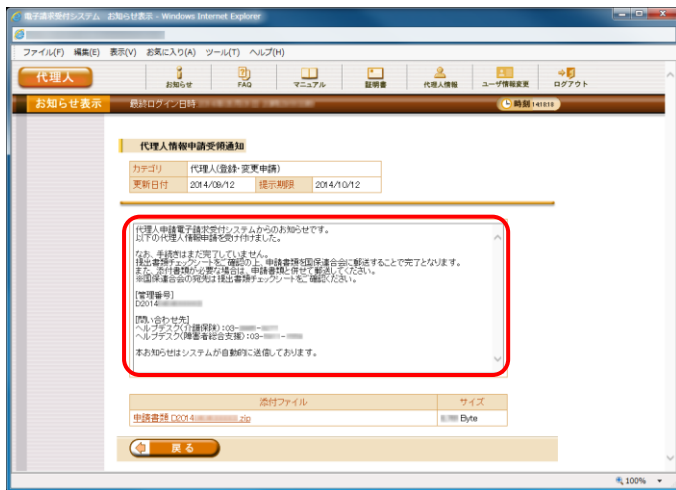 電子請求受付システム お知らせ表示 - Windows Internet Explorer
ファイル(F) 編集(E) 表示(V) お気に入り(A) ツール(T) ヘルプ(H)
代理人
お知らせ FAQ マニュアル 証明書 代理人情報 ユーザ情報変更 ログアウト
お知らせ表示 最終ログイン日時 時刻 14:18:18
代理人情報申請受領通知
カテゴリ 代理人(登録・変更申請)
更新日付 2014/09/12 提示期限 2014/10/12
代理人申請電子請求受付システムからのお知らせです。
以下の代理人情報申請を受け付けました。
なお、手続きはまだ完了していません。
提出書類チェックシートをご確認の上、申請書類を国保連合会に郵送することで完了となります。
また、添付書類が必要な場合は、申請書類と併せて郵送してください。
※国保連合会の宛先は提出書類チェックシートをご確認ください。
[管理番号]
D2014
[問い合わせ先]
ヘルプデスク(介護保険):03-
ヘルプデスク(障害者総合支援):03-
本お知らせはシステムが自動的に送信しております。
添付ファイル サイズ
申請書類 D2014 .zip Byte
戻る
100%